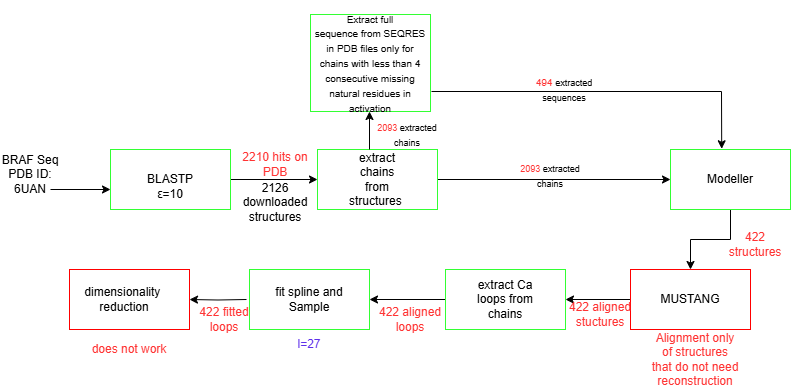 Extract full
sequence from SEQRES
in PDB files only for
chains with less than 4
consecutive missing
natural residues in
activation
494 extracted
sequences
2093 extracted
chains
BRAF Seq
PDB ID:
6UAN
BLASTP
ε=10
2210 hits on
PDB
2126
downloaded
structures
extract
chains
from
structures
2093 extracted
chains
Modeller
422
structures
dimensionality
reduction
422 fitted
loops
fit spline and
Sample
422 aligned
loops
extract Ca
loops from
chains
422 aligned
stuctures
MUSTANG
does not work
l=27
Alignment only
of structures
that do not need
reconstruction